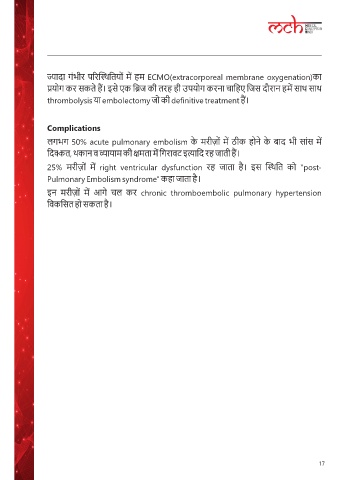 mch
ज्यादा गंभीर परिस्थितियों में हम ECMO(extracorporeal membrane oxygenation)का
प्रयोग कर सकते हैं। इसे एक ब्रिज की तरह ही उपयोग करना चाहिए जिस दौरान हमें साथ साथ
thrombolysis या embolectomy जो की definitive treatment हैं।
Complications
लगभग 50% acute pulmonary embolism के मरीज़ों में ठीक होने के बाद भी सांस में
दिक्कत, थकान व व्यायाम की क्षमता में गिरावट इत्यादि रह जाती हैं।
25% मरीज़ों में right ventricular dysfunction रह जाता है। इस स्थिति को "post-
Pulmonary Embolism syndrome" कहा जाता है।
इन मरीज़ों में आगे चल कर chronic thromboembolic pulmonary hypertension
विकसित हो सकता है।
17